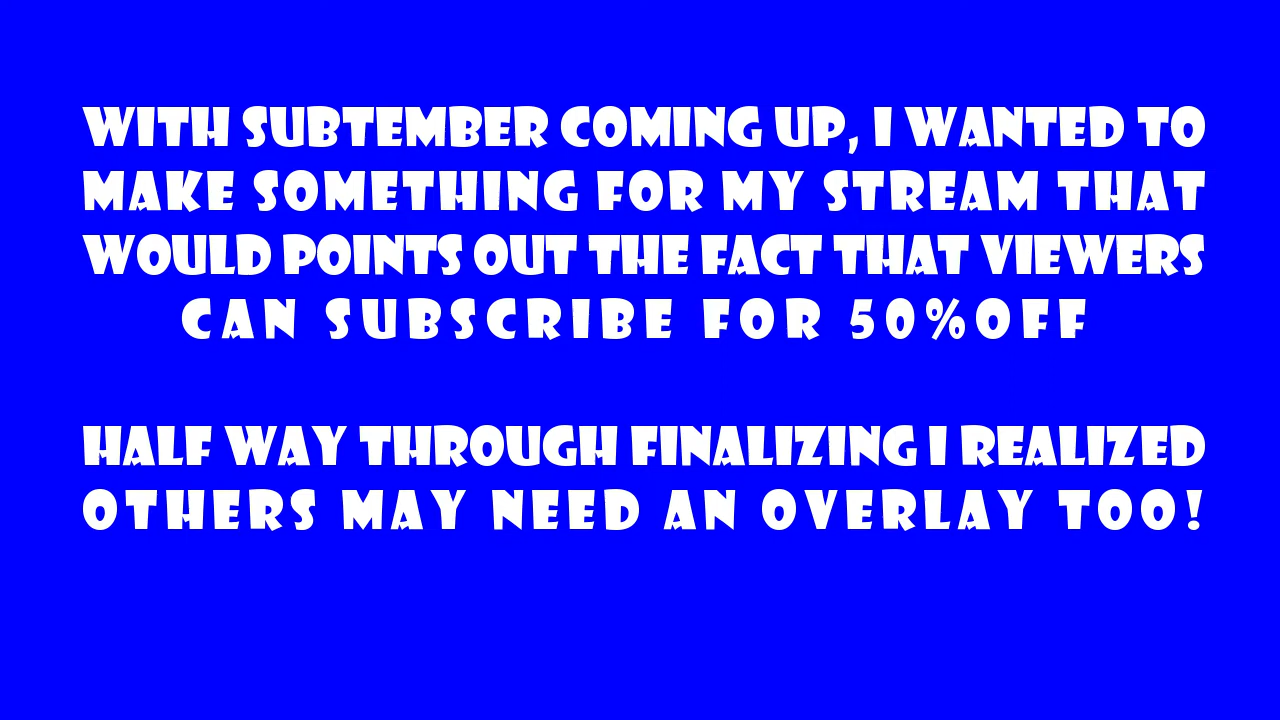 WITH SUBTEMBER COMING UP, I WANTED TO
MAKE SOMETHING FOR MY STREAM THAT
WOULD POINTS OUT THE FACT THAT VIEWERS
CAN SUBSCRIBE FOR 50%OFF
HALF WAY THROUGH FINALIZING I REALIZED
OTHERS MAY NEED AN OVERLAY TOO!